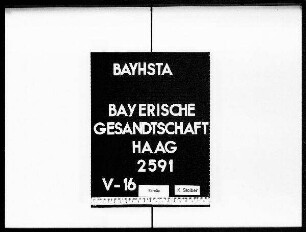 BAYHSTA
BAYERISCHE
GESANDTSCHAFT
HAAG
2591
V-16